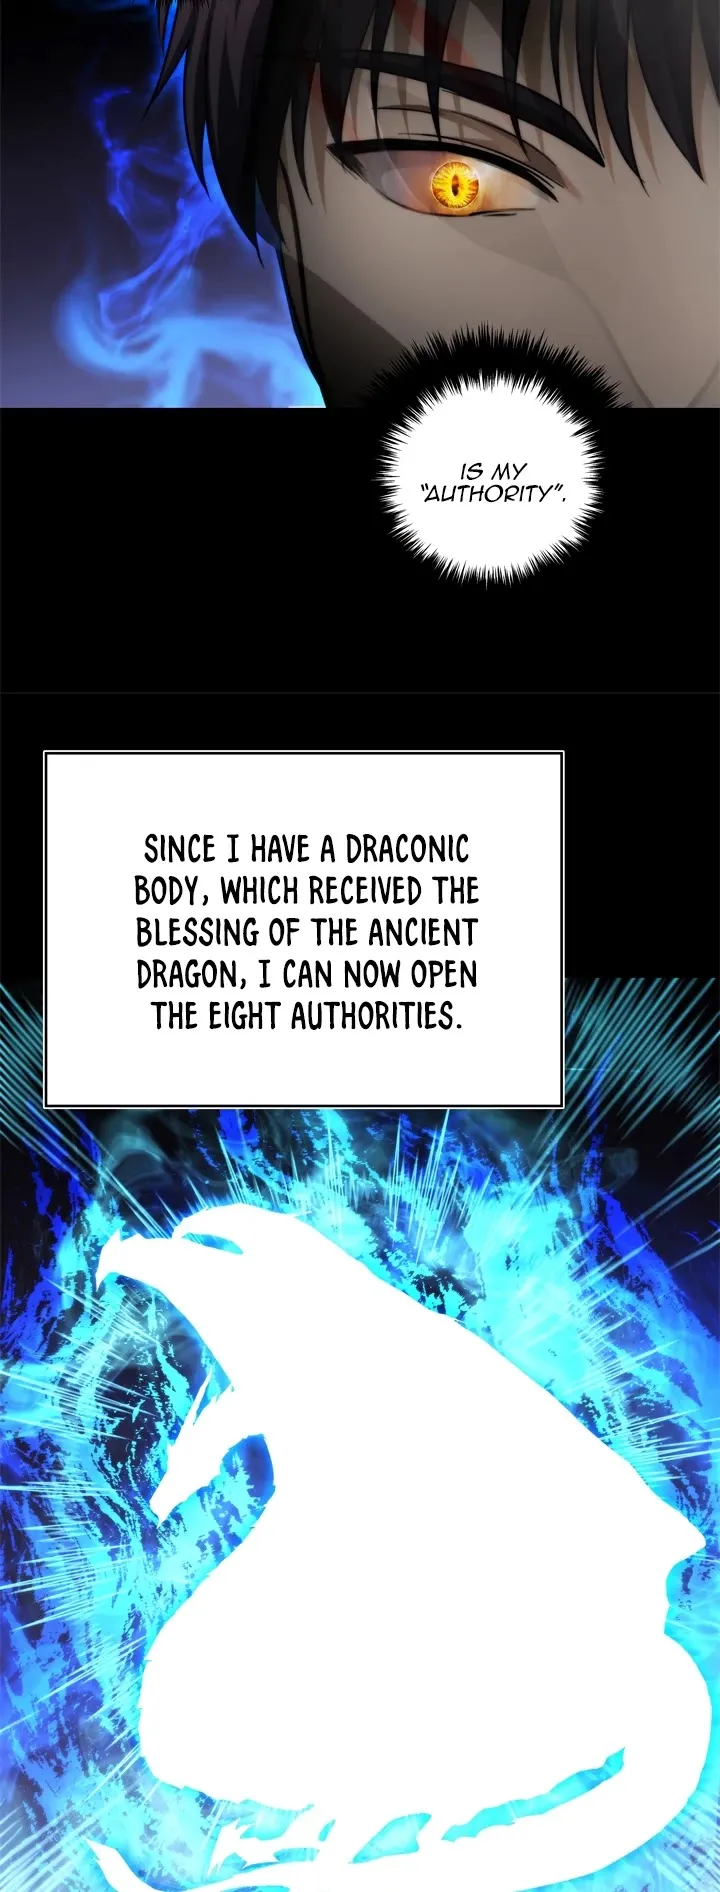 IS MY
"AUTHORITY".
SINCE I HAVE A DRACONIC
BODY, WHICH RECEIVED THE
BLESSING OF THE ANCIENT
DRAGON, I CAN NOW OPEN
THE EIGHT AUTHORITIES.